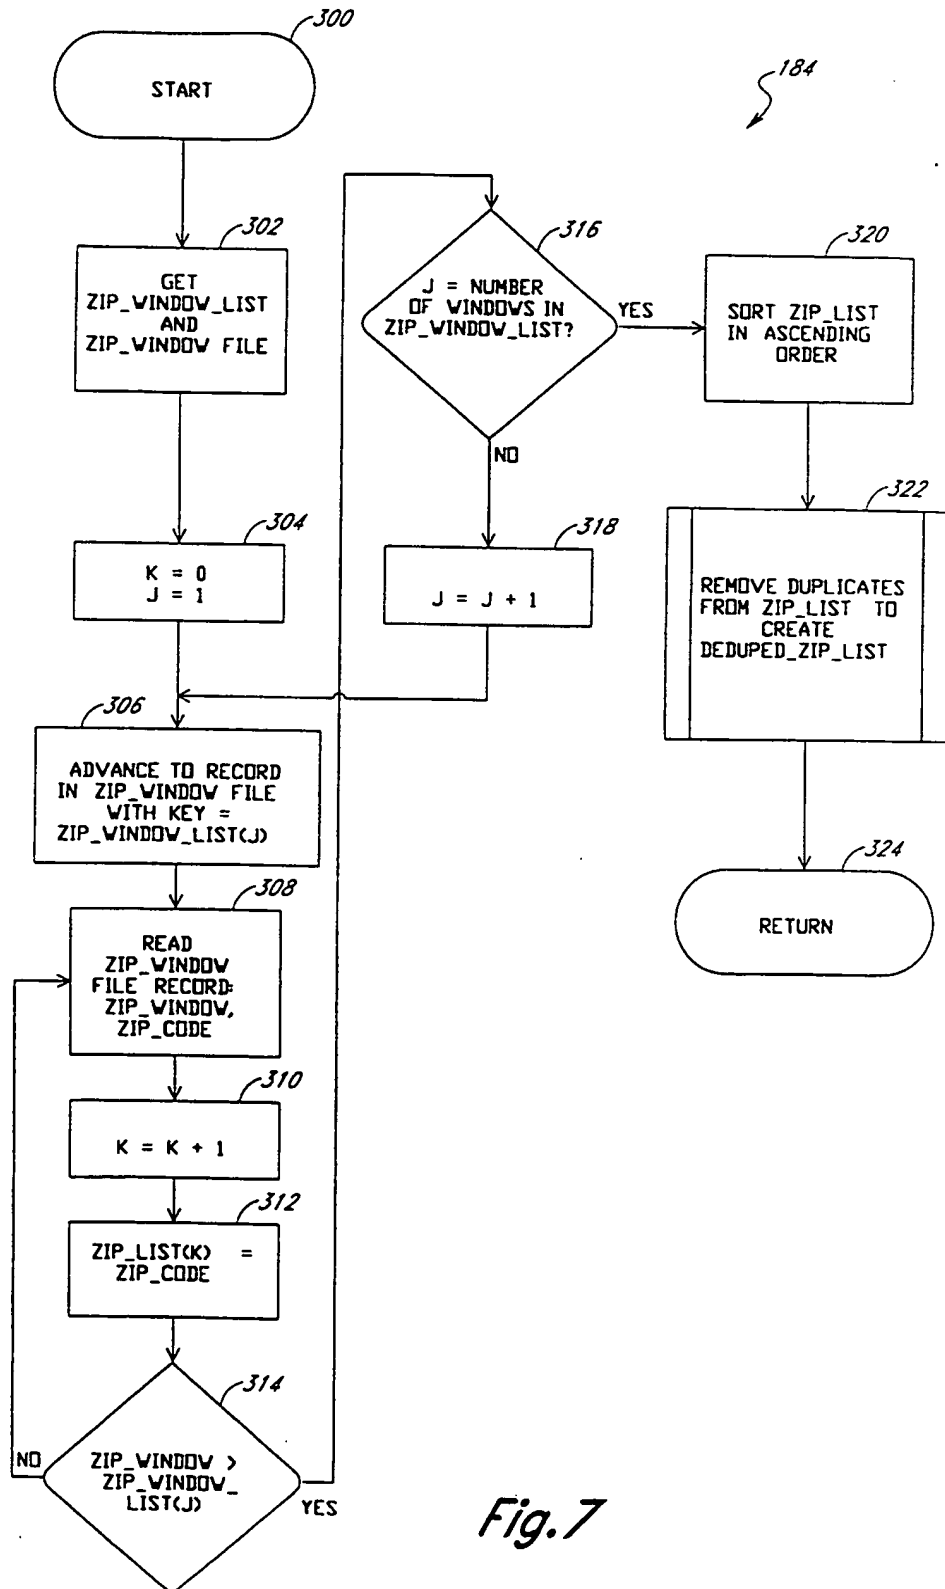 300
START
184
302
GET
ZIP_WINDOW_LIST
AND
ZIP_WINDOW FILE
304
K = 0
J = 1
306
ADVANCE TO RECORD
IN ZIP_WINDOW FILE
WITH KEY =
ZIP_WINDOW_LIST(J)
308
READ
ZIP_WINDOW
FILE RECORD:
ZIP_WINDOW,
ZIP_CODE
310
K = K + 1
312
ZIP_LIST(K) =
ZIP_CODE
314
ZIP_WINDOW >
ZIP_WINDOW_
LIST(J)
NO
YES
316
J = NUMBER
OF WINDOWS IN
ZIP_WINDOW_LIST?
YES
NO
318
J = J + 1
320
SORT ZIP_LIST
IN ASCENDING
ORDER
322
REMOVE DUPLICATES
FROM ZIP_LIST TO
CREATE
DEDUPED_ZIP_LIST
324
RETURN
Fig. 7